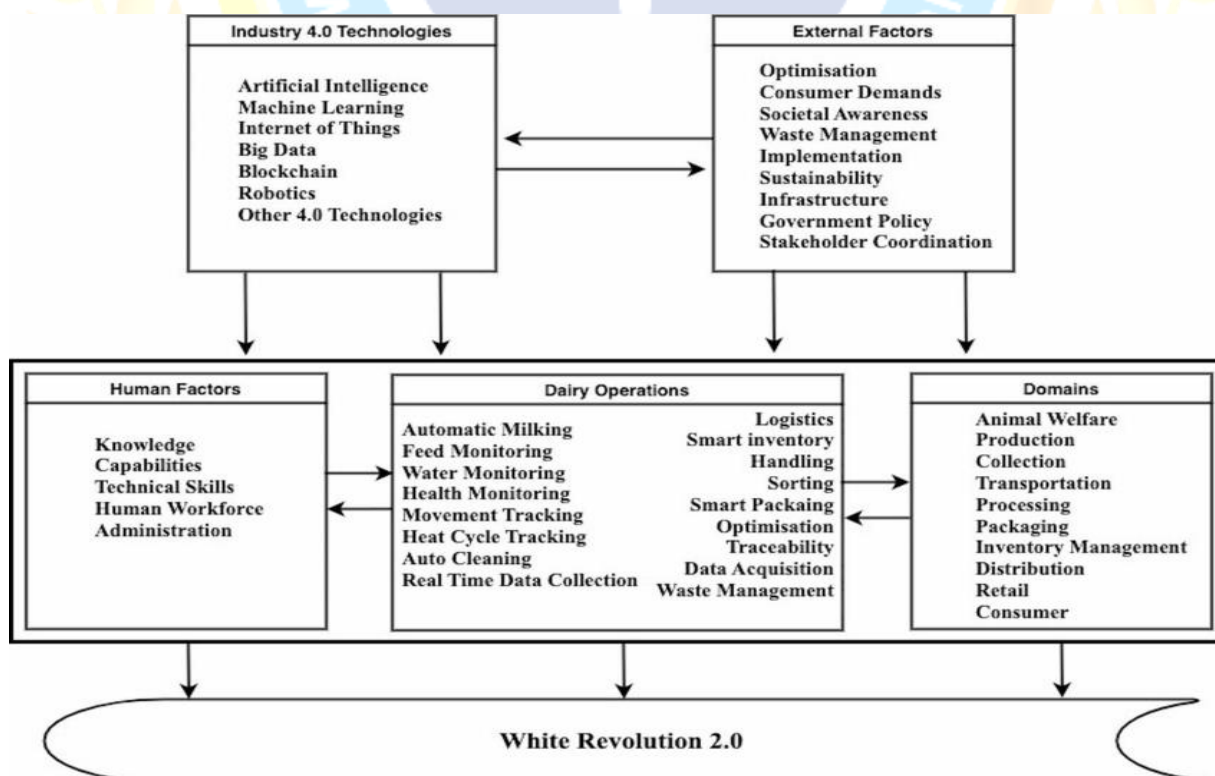 Industry 4.0 Technologies
Artificial Intelligence
Machine Learning
Internet of Things
Big Data
Blockchain
Robotics
Other 4.0 Technologies
External Factors
Optimisation
Consumer Demands
Societal Awareness
Waste Management
Implementation
Sustainability
Infrastructure
Government Policy
Stakeholder Coordination
Human Factors
Knowledge
Capabilities
Technical Skills
Human Workforce
Administration
Dairy Operations
Automatic Milking
Feed Monitoring
Water Monitoring
Health Monitoring
Movement Tracking
Heat Cycle Tracking
Auto Cleaning
Real Time Data Collection
Logistics
Smart inventory
Handling
Sorting
Smart Packaing
Optimisation
Traceability
Data Acquisition
Waste Management
Domains
Animal Welfare
Production
Collection
Transportation
Processing
Packaging
Inventory Management
Distribution
Retail
Consumer
White Revolution 2.0